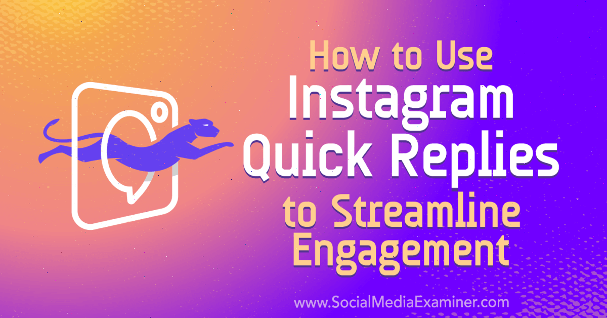 How to Use
Instagram
Quick Replies
to Streamline
Engagement
www.SocialMediaExaminer.com